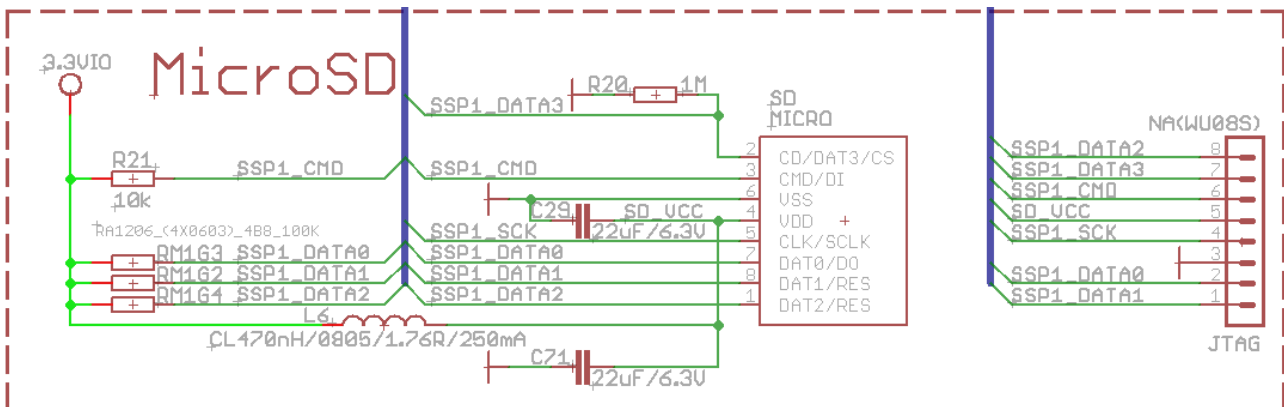 3.3VIO
MicroSD
R20 1M
SSP1_DATA3
SD
MICRO
NA(WU08S)
R21
SSP1_CMD
10k
SSP1_CMD
2 CD/DAT3/CS
3 CMD/DI
6 VSS
4 VDD
5 CLK/SCLK
7 DAT0/DO
8 DAT1/RES
1 DAT2/RES
C29
SD_VCC
22uF/6.3V
RA1206_(4X0603)_4B8_100K
SSP1_SCK
RM1G3 SSP1_DATA0
SSP1_DATA0
RM1G2 SSP1_DATA1
SSP1_DATA1
RM1G4 SSP1_DATA2
SSP1_DATA2
L6
CL470nH/0805/1.76R/250mA
C71
22uF/6.3V
SSP1_DATA2 8
SSP1_DATA3 7
SSP1_CMD 6
SD_VCC 5
SSP1_SCK 4
3
SSP1_DATA0 2
SSP1_DATA1 1
JTAG